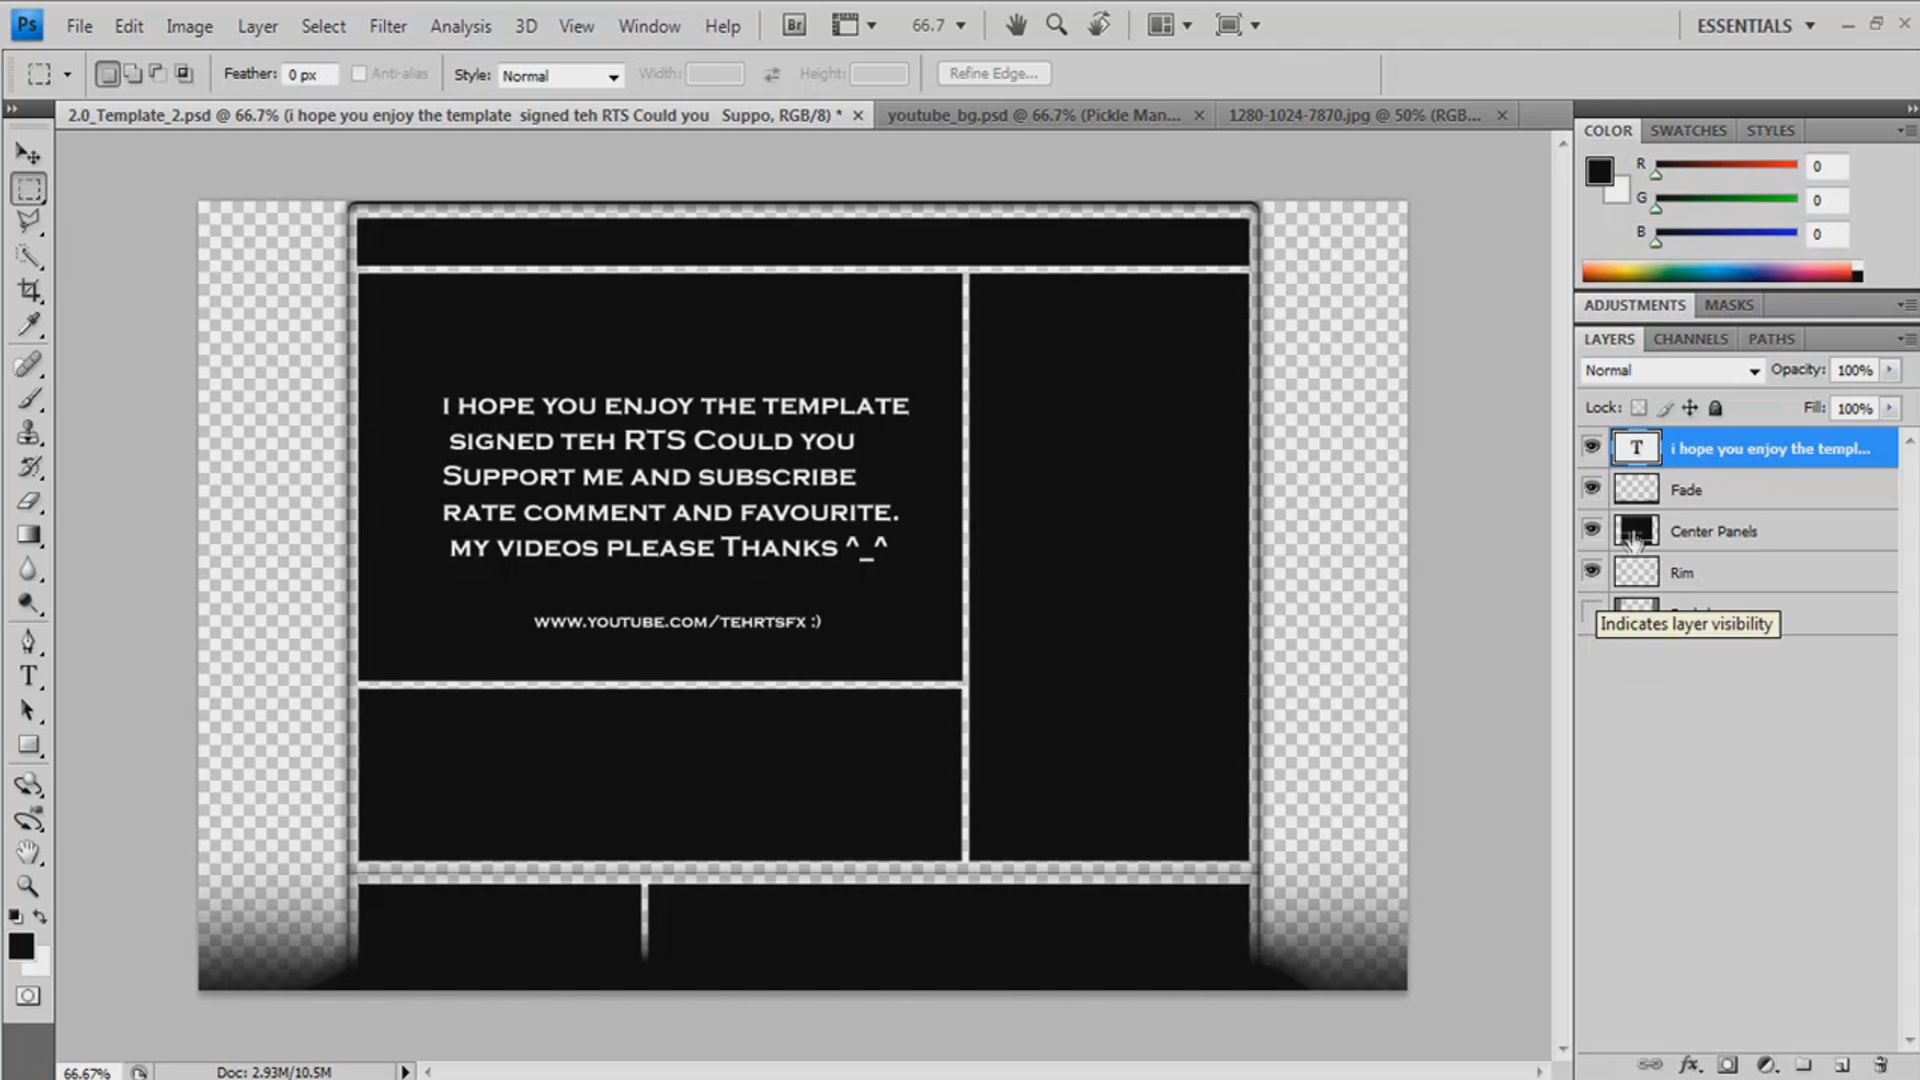 Ps File Edit Image Layer Select Filter Analysis 3D View Window Help Br 66.7 ESSENTIALS
Feather: 0 px Anti-alias Style: Normal Width: Height: Refine Edge...
2.0_Template_2.psd @ 66.7% (i hope you enjoy the template signed teh RTS Could you Suppo, RGB/8) * youtube_bg.psd @ 66.7% (Pickle Man... 1280-1024-7870.jpg @ 50% (RGB...
COLOR SWATCHES STYLES
R 0
G 0
B 0
ADJUSTMENTS MASKS
LAYERS CHANNELS PATHS
Normal Opacity: 100%
Lock: Fill: 100%
T i hope you enjoy the templ...
Fade
Center Panels
Rim
Indicates layer visibility
I HOPE YOU ENJOY THE TEMPLATE
SIGNED TEH RTS COULD YOU
SUPPORT ME AND SUBSCRIBE
RATE COMMENT AND FAVOURITE.
MY VIDEOS PLEASE THANKS ^_^
WWW.YOUTUBE.COM/TEHRTSFX :)
66.67% Doc: 2.93M/10.5M